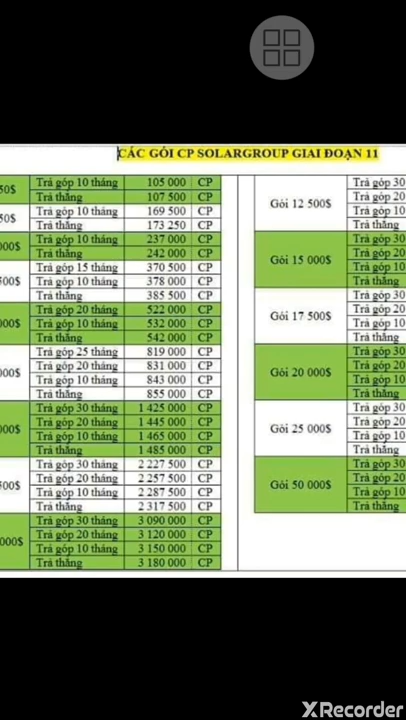 CÁC GÓI CP SOLARGROUP GIAI ĐOẠN 11
50$
Trả góp 10 tháng 105 000 CP
Trả thẳng 107 500 CP
50$
Trả góp 10 tháng 169 500 CP
Trả thẳng 173 250 CP
000$
Trả góp 10 tháng 237 000 CP
Trả thẳng 242 000 CP
500$
Trả góp 15 tháng 370 500 CP
Trả góp 10 tháng 378 000 CP
Trả thẳng 385 500 CP
000$
Trả góp 20 tháng 522 000 CP
Trả góp 10 tháng 532 000 CP
Trả thẳng 542 000 CP
000$
Trả góp 25 tháng 819 000 CP
Trả góp 20 tháng 831 000 CP
Trả góp 10 tháng 843 000 CP
Trả thẳng 855 000 CP
000$
Trả góp 30 tháng 1 425 000 CP
Trả góp 20 tháng 1 445 000 CP
Trả góp 10 tháng 1 465 000 CP
Trả thẳng 1 485 000 CP
500$
Trả góp 30 tháng 2 227 500 CP
Trả góp 20 tháng 2 257 500 CP
Trả góp 10 tháng 2 287 500 CP
Trả thẳng 2 317 500 CP
000$
Trả góp 30 tháng 3 090 000 CP
Trả góp 20 tháng 3 120 000 CP
Trả góp 10 tháng 3 150 000 CP
Trả thẳng 3 180 000 CP
Gói 12 500$
Trả góp 30
Trả góp 20
Trả góp 10
Trả thẳng
Gói 15 000$
Trả góp 30
Trả góp 20
Trả góp 10
Trả thẳng
Gói 17 500$
Trả góp 30
Trả góp 20
Trả góp 10
Trả thẳng
Gói 20 000$
Trả góp 30
Trả góp 20
Trả góp 10
Trả thẳng
Gói 25 000$
Trả góp 30
Trả góp 20
Trả góp 10
Trả thẳng
Gói 50 000$
Trả góp 30
Trả góp 20
Trả góp 10
Trả thẳng
XRecorder